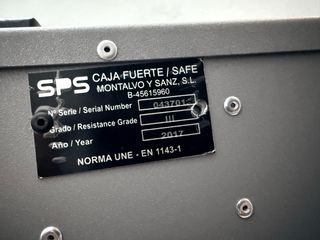 SPS CAJA FUERTE / SAFE
MONTALVO Y SANZ, S.L.
B-45615960
Nº Serie / Serial Number
Grado / Resistance Grade III
Año / Year 2017
NORMA UNE - EN 1143-1